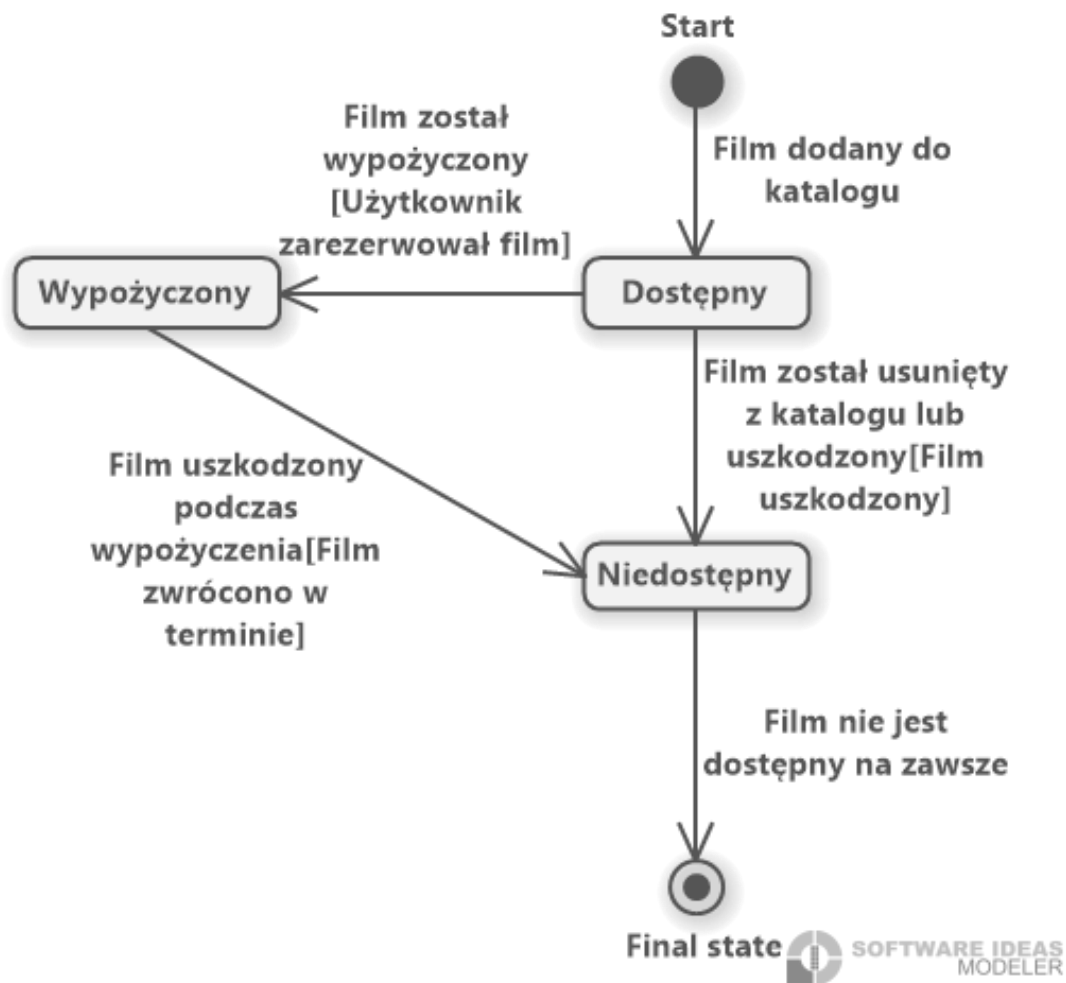 Start
Film dodany do
katalogu
Film został
wypożyczony
[Użytkownik
zarezerwował film]
Wypożyczony
Dostępny
Film został usunięty
z katalogu lub
uszkodzony[Film
uszkodzony]
Film uszkodzony
podczas
wypożyczenia[Film
zwrócono w
terminie]
Niedostępny
Film nie jest
dostępny na zawsze
Final state
SOFTWARE IDEAS
MODELER